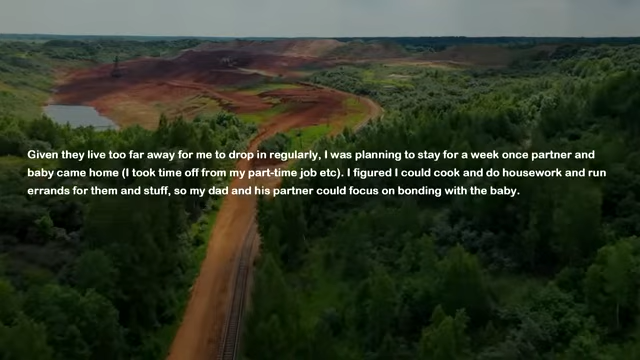 Given they live too far away for me to drop in regularly, I was planning to stay for a week once partner and
baby came home (I took time off from my part-time job etc). I figured I could cook and do housework and run
errands for them and stuff, so my dad and his partner could focus on bonding with the baby.